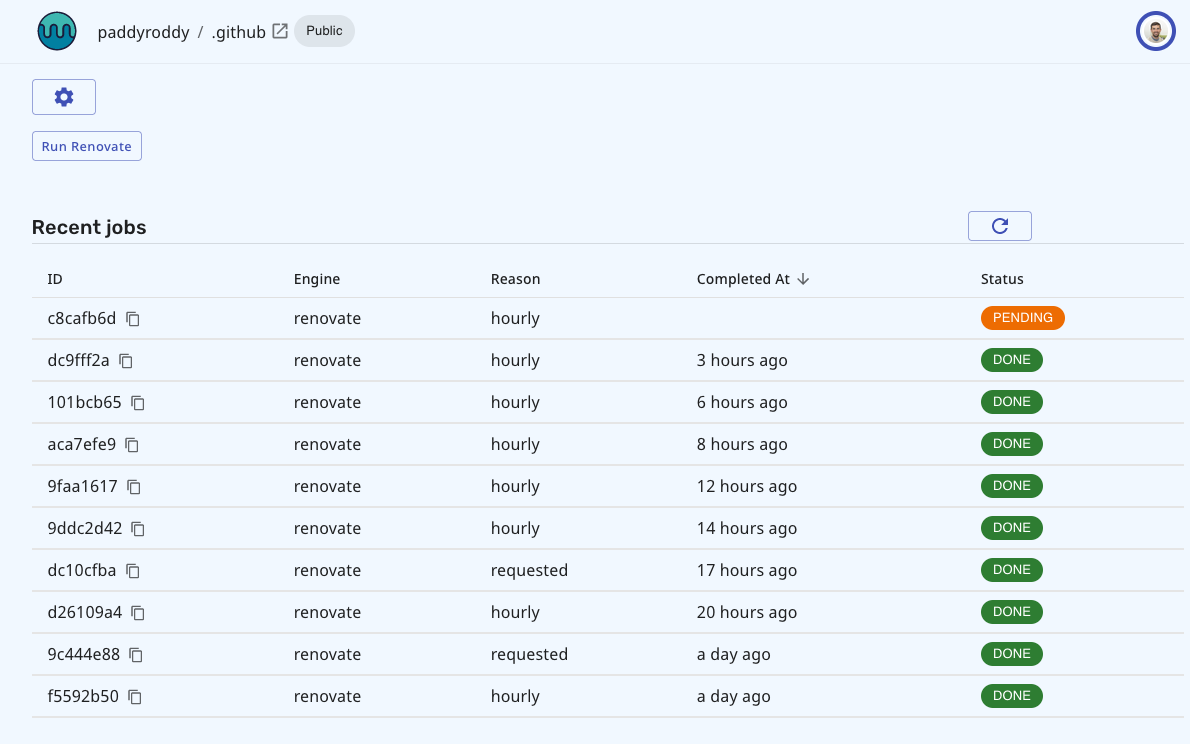 paddyroddy / .github Public
Run Renovate
Recent jobs
ID Engine Reason Completed At Status
c8cafb6d renovate hourly PENDING
dc9fff2a renovate hourly 3 hours ago DONE
101bcb65 renovate hourly 6 hours ago DONE
aca7efe9 renovate hourly 8 hours ago DONE
9faa1617 renovate hourly 12 hours ago DONE
9ddc2d42 renovate hourly 14 hours ago DONE
dc10cfba renovate requested 17 hours ago DONE
d26109a4 renovate hourly 20 hours ago DONE
9c444e88 renovate requested a day ago DONE
f5592b50 renovate hourly a day ago DONE